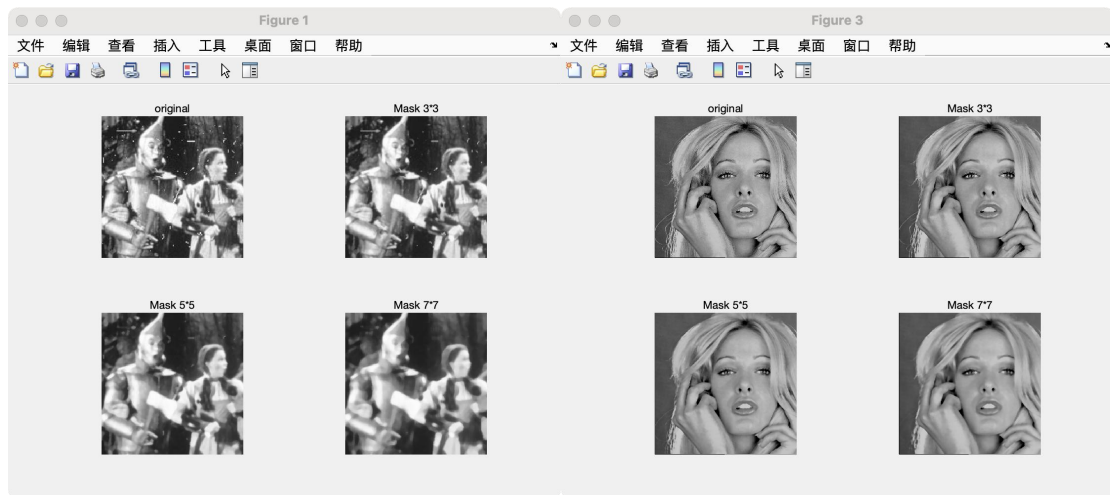 Figure 1
文件 编辑 查看 插入 工具 桌面 窗口 帮助
original Mask 3*3
Mask 5*5 Mask 7*7
Figure 3
文件 编辑 查看 插入 工具 桌面 窗口 帮助
original Mask 3*3
Mask 5*5 Mask 7*7